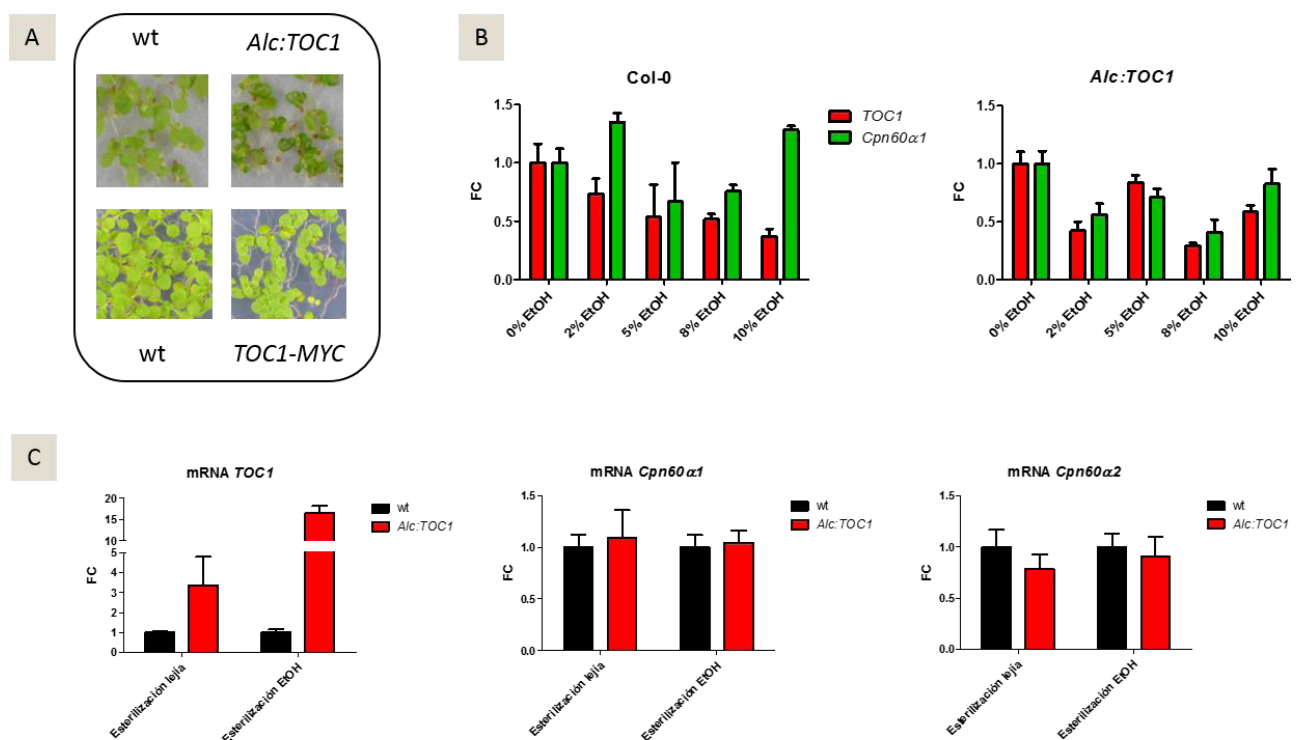 A
wt
Alc:TOC1
wt
TOC1-MYC
B
Col-0
FC
1.5
1.0
0.5
0.0
0% EtOH
2% EtOH
5% EtOH
8% EtOH
10% EtOH
TOC1
Cpn60α1
Alc:TOC1
FC
1.5
1.0
0.5
0.0
0% EtOH
2% EtOH
5% EtOH
8% EtOH
10% EtOH
C
mRNA TOC1
FC
20
15
10
5
4
3
2
1
0
Esterilización lejía
Esterilización EtOH
wt
Alc:TOC1
mRNA Cpn60α1
FC
1.5
1.0
0.5
0.0
Esterilización lejía
Esterilización EtOH
wt
Alc:TOC1
mRNA Cpn60α2
FC
1.5
1.0
0.5
0.0
Esterilización lejía
Esterilización EtOH
wt
Alc:TOC1